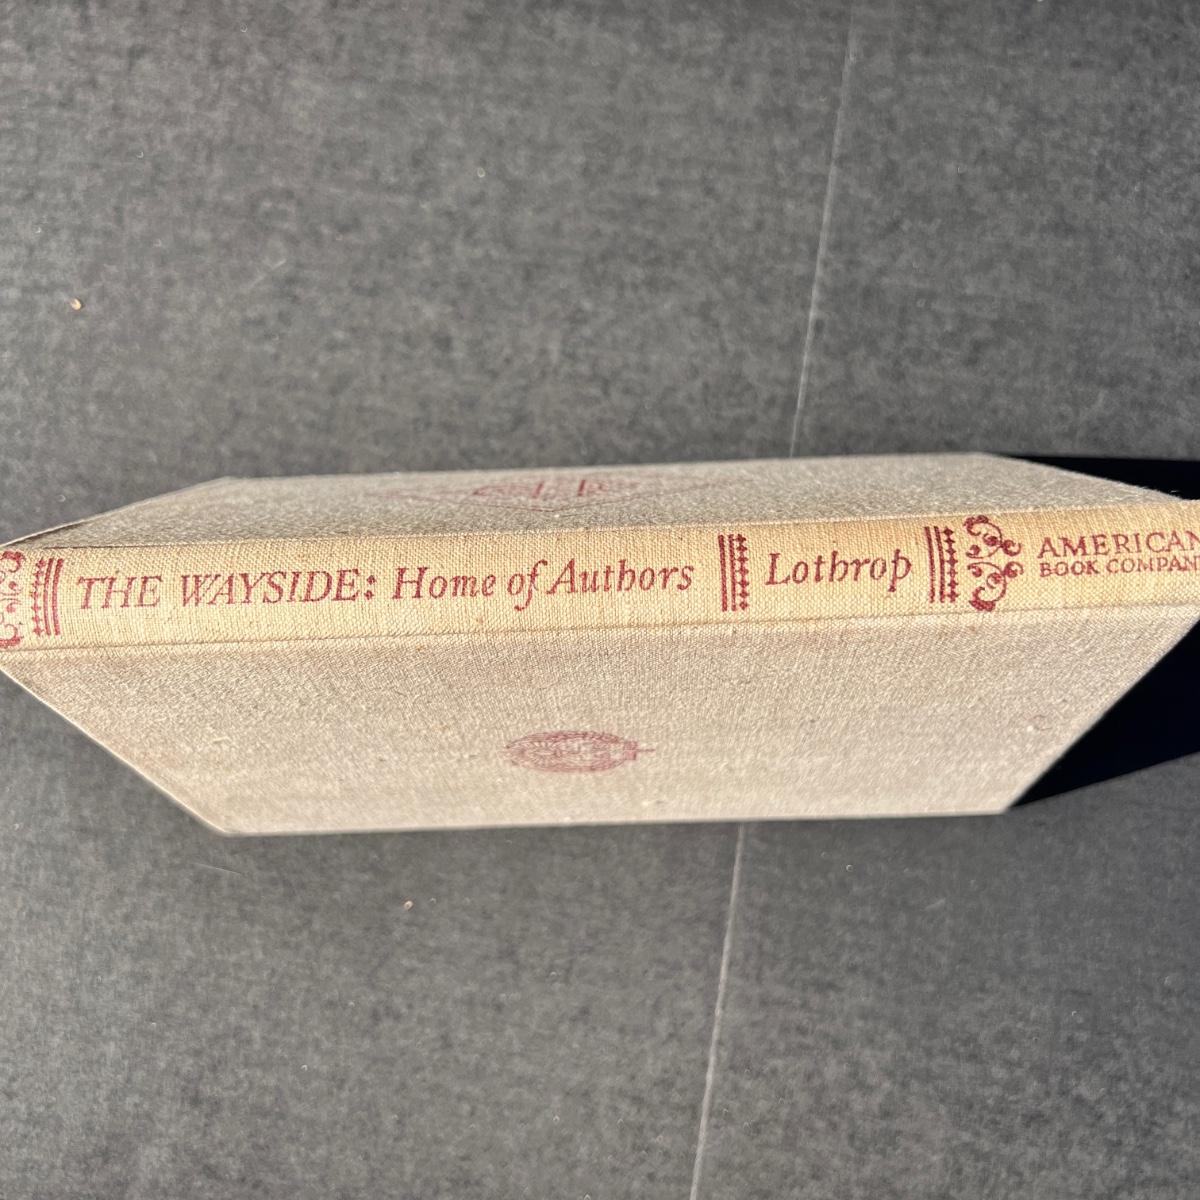 THE WAYSIDE: Home of Authors
Lothrop
AMERICAN
BOOK COMPANY